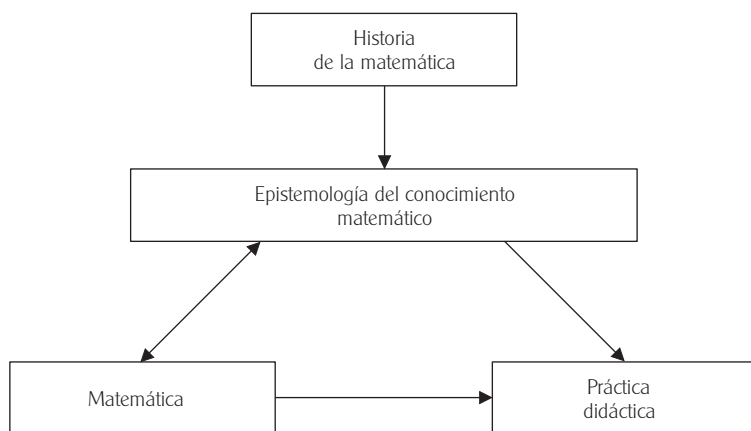 Historia
de la matemática
Epistemología del conocimiento
matemático
Matemática
Práctica
didáctica